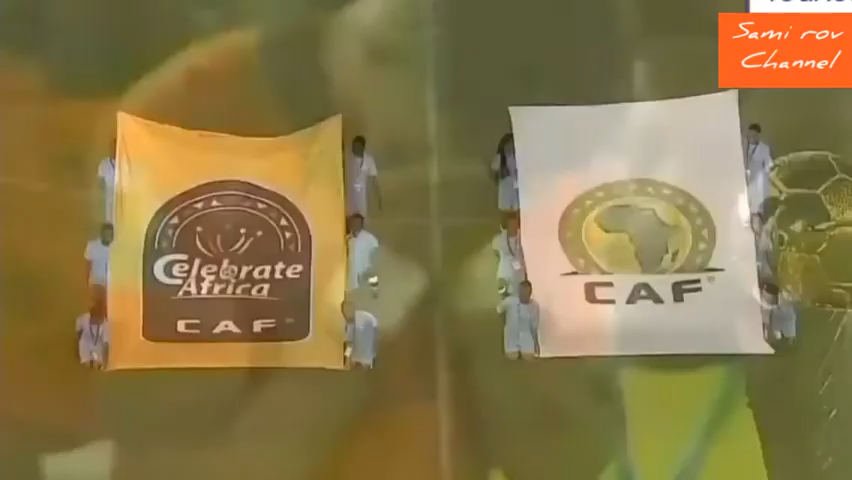 Sami rov
Channel
Celebrate
Africa
CAF
CAF